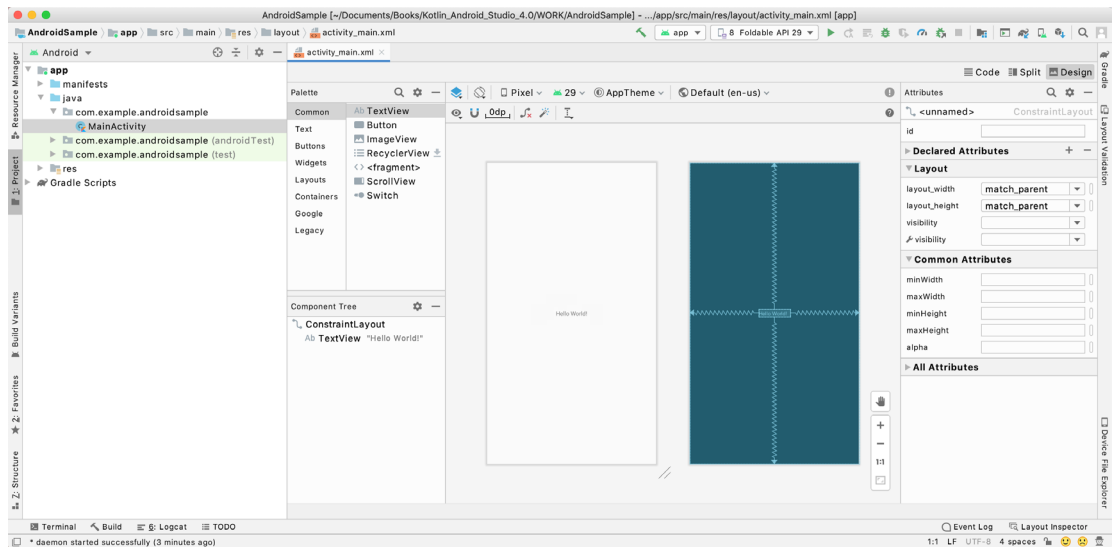 AndroidSample [~/Documents/Books/Kotlin_Android_Studio_4.0/WORK/AndroidSample] - .../app/src/main/res/layout/activity_main.xml [app]
AndroidSample app src main res layout activity_main.xml
app 8 Foldable API 29
Android
activity_main.xml
Code Split Design
Resource Manager
1: Project
Build Variants
2: Favorites
Z: Structure
app
manifests
java
com.example.androidsample
MainActivity
com.example.androidsample (androidTest)
com.example.androidsample (test)
res
Gradle Scripts
Palette
Common
Text
Buttons
Widgets
Layouts
Containers
Google
Legacy
Ab TextView
Button
ImageView
RecyclerView
<> <fragment>
ScrollView
Switch
Component Tree
ConstraintLayout
Ab TextView "Hello World!"
Pixel 29 AppTheme Default (en-us)
0dp
Hello World!
Hello World!
1:1
Attributes
<unnamed> ConstraintLayout
id
Declared Attributes
Layout
layout_width match_parent
layout_height match_parent
visibility
visibility
Common Attributes
minWidth
maxWidth
minHeight
maxHeight
alpha
All Attributes
Gradle
Layout Validation
Device File Explorer
Terminal Build 6: Logcat TODO
Event Log Layout Inspector
* daemon started successfully (3 minutes ago)
1:1 LF UTF-8 4 spaces